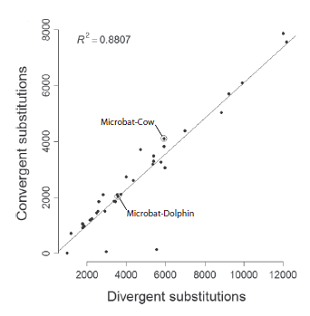 R² = 0.8807
Microbat-Cow
Microbat-Dolphin
Convergent substitutions
0
2000
4000
6000
8000
2000
4000
6000
8000
10000
12000
Divergent substitutions